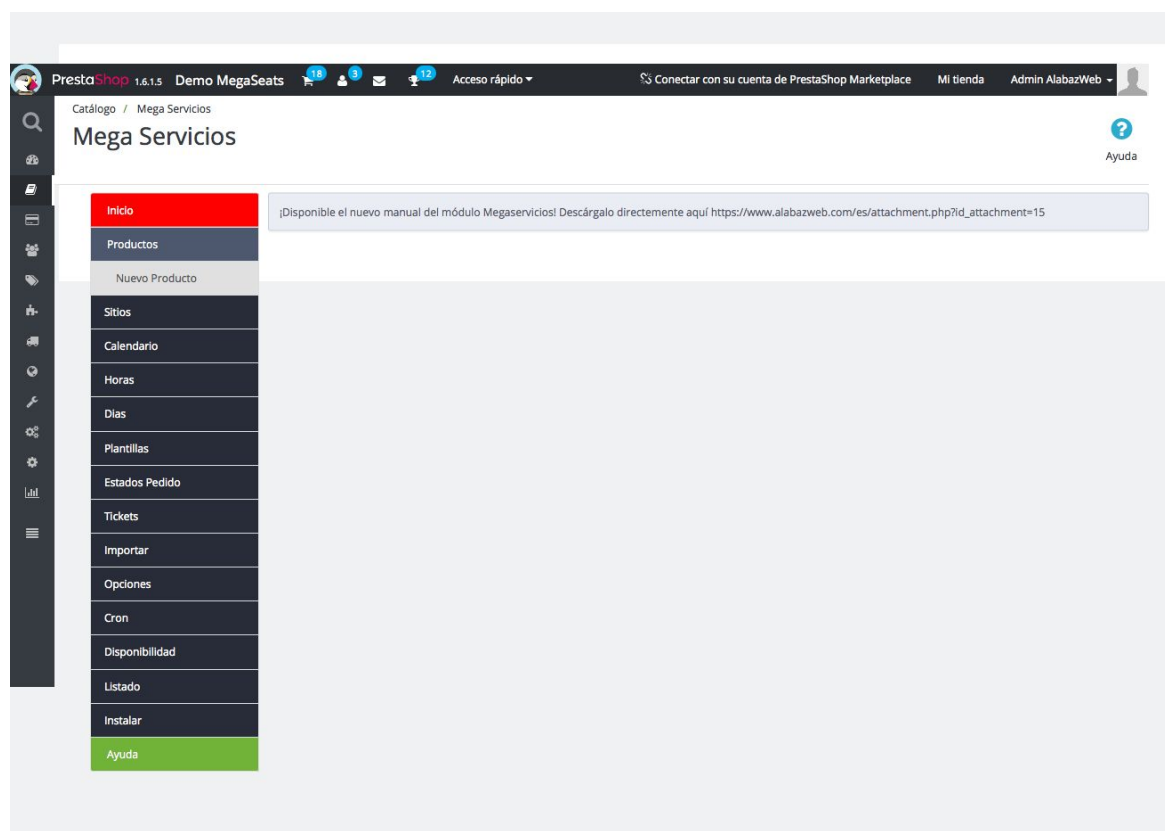 PrestaShop 1.6.1.5 Demo MegaSeats 18 3 12 Acceso rápido Conectar con su cuenta de PrestaShop Marketplace Mi tienda Admin AlabazWeb
Catálogo / Mega Servicios
Mega Servicios
Ayuda
Inicio
¡Disponible el nuevo manual del módulo Megaservicios! Descárgalo directemente aquí https://www.alabazweb.com/es/attachment.php?id_attachment=15
Productos
Nuevo Producto
Sitios
Calendario
Horas
Dias
Plantillas
Estados Pedido
Tickets
Importar
Opciones
Cron
Disponibilidad
Listado
Instalar
Ayuda